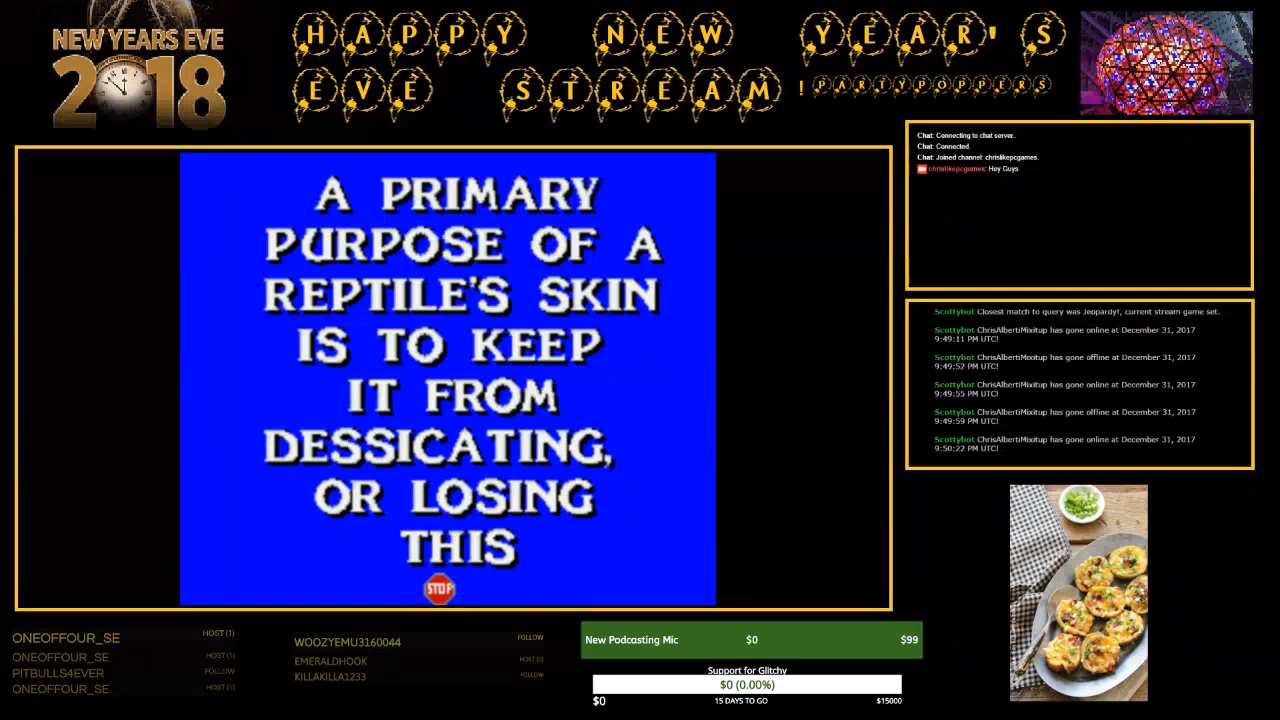 NEW YEARS EVE
2018
HAPPY NEW YEAR'S
EVE STREAM !PARTYPOPPERS
A PRIMARY
PURPOSE OF A
REPTILE'S SKIN
IS TO KEEP
IT FROM
DESSICATING,
OR LOSING
THIS
STOP
Chat: Connecting to chat server..
Chat: Connected.
Chat: Joined channel: chrislikepcgames.
chrislikepcgames: Hey Guys
Scottybot Closest match to query was Jeopardy!, current stream game set.
Scottybot ChrisAlbertiMixitup has gone online at December 31, 2017
9:49:11 PM UTC!
Scottybot ChrisAlbertiMixitup has gone offline at December 31, 2017
9:49:52 PM UTC!
Scottybot ChrisAlbertiMixitup has gone online at December 31, 2017
9:49:55 PM UTC!
Scottybot ChrisAlbertiMixitup has gone offline at December 31, 2017
9:49:59 PM UTC!
Scottybot ChrisAlbertiMixitup has gone online at December 31, 2017
9:50:22 PM UTC!
ONEOFFOUR_SE HOST (1)
ONEOFFOUR_SE HOST (1)
PITBULLS4EVER FOLLOW
ONEOFFOUR_SE HOST (1)
WOOZYEMU3160044 FOLLOW
EMERALDHOOK HOST (0)
KILLAKILLA1233 FOLLOW
New Podcasting Mic $0 $99
Support for Glitchy
$0 (0.00%)
$0 15 DAYS TO GO $15000